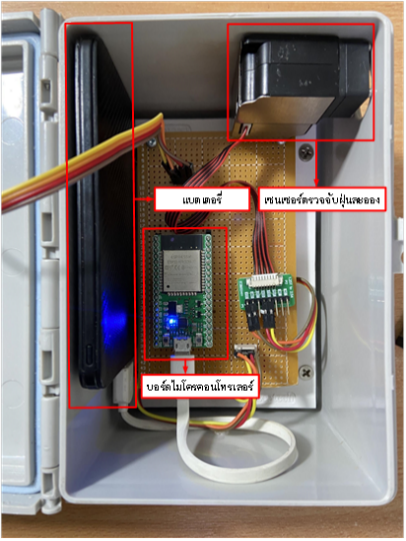 แบตเตอรี่
เซนเซอร์ตรวจจับฝุ่นละออง
บอร์ดไมโครคอนโทรเลอร์